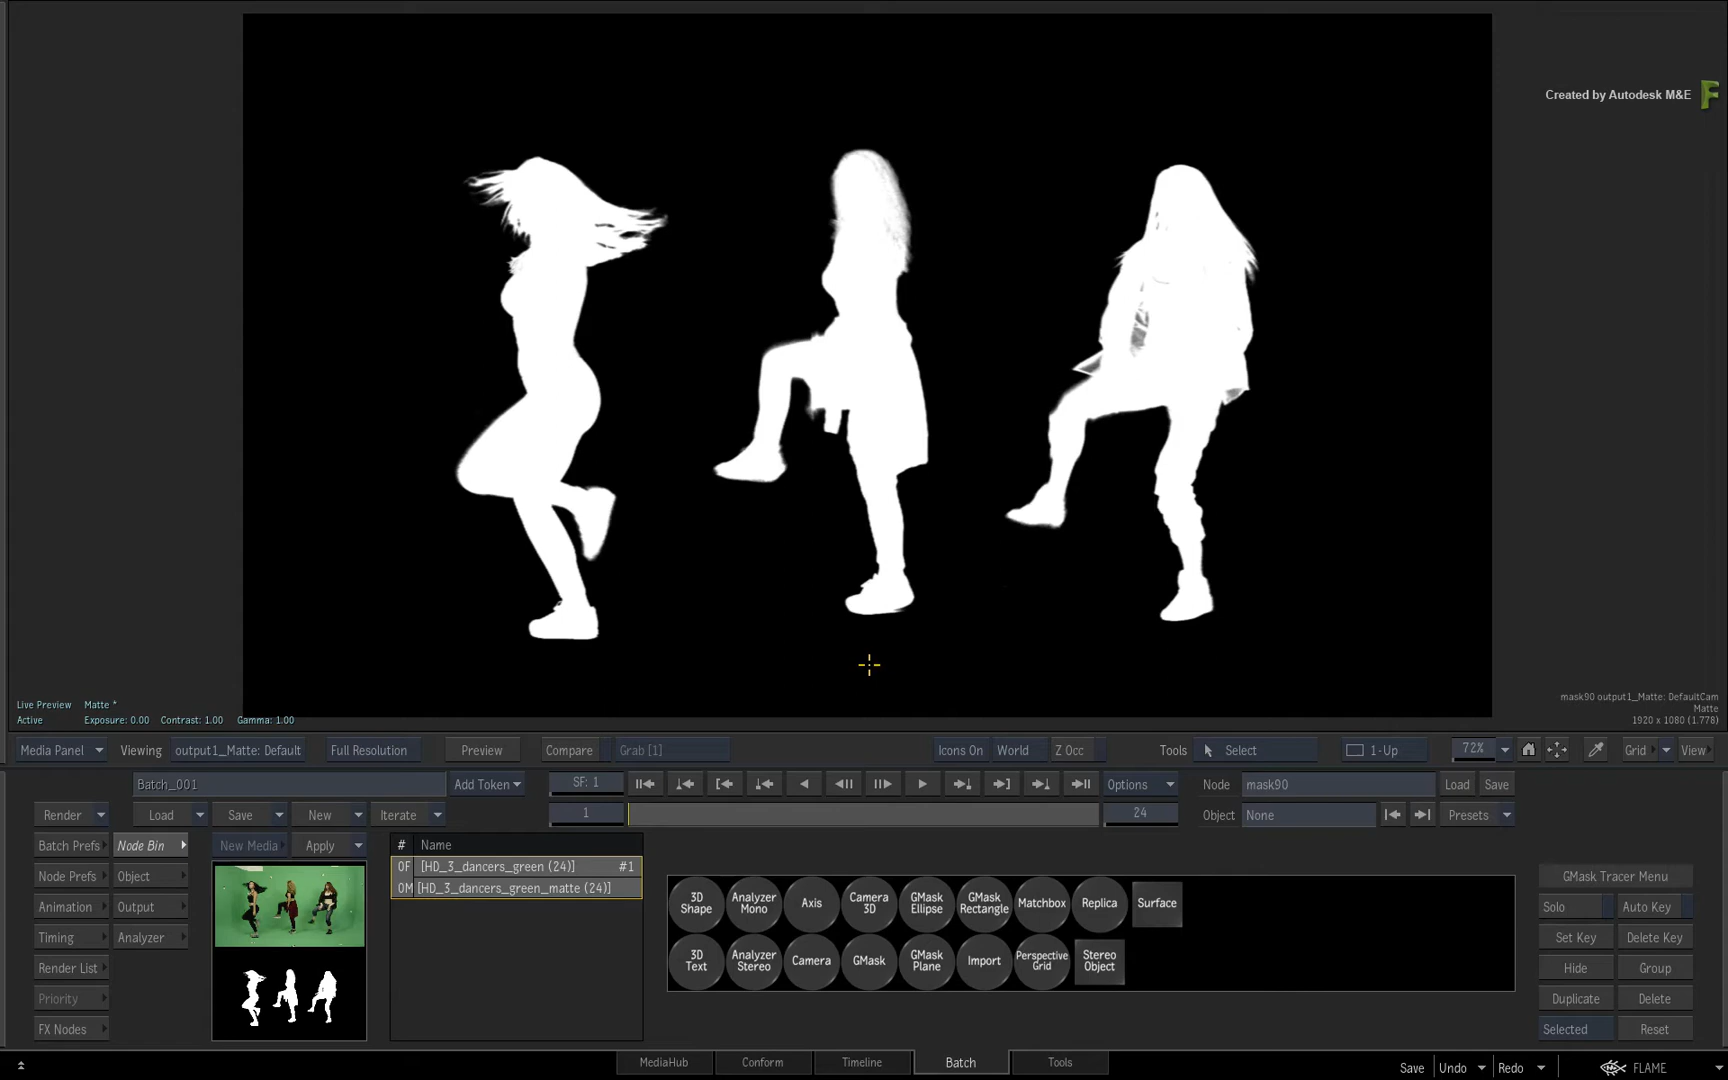 Created by Autodesk M&E
Live Preview Matte *
Active Exposure: 0.00 Contrast: 1.00 Gamma: 1.00
mask90 output1_Matte: DefaultCam
Matte
1920 x 1080 (1.778)
Media Panel Viewing output1_Matte: Default Full Resolution Preview Compare Grab [1] Icons On World Z Occ Tools Select 1-Up 72% Grid View
Batch_001 Add Token SF: 1 Options Node mask90 Load Save
Render Load Save New Iterate 1 24 Object None Presets
Batch Prefs Node Bin New Media Apply # Name
0F [HD_3_dancers_green (24)] #1
0M [HD_3_dancers_green_matte (24)]
Node Prefs Object
Animation Output
Timing Analyzer
Render List
Priority
FX Nodes
3D Shape Analyzer Mono Axis Camera 3D GMask Ellipse GMask Rectangle Matchbox Replica Surface
3D Text Analyzer Stereo Camera GMask GMask Plane Import Perspective Grid Stereo Object
GMask Tracer Menu
Solo Auto Key
Set Key Delete Key
Hide Group
Duplicate Delete
Selected Reset
MediaHub Conform Timeline Batch Tools Save Undo Redo FLAME